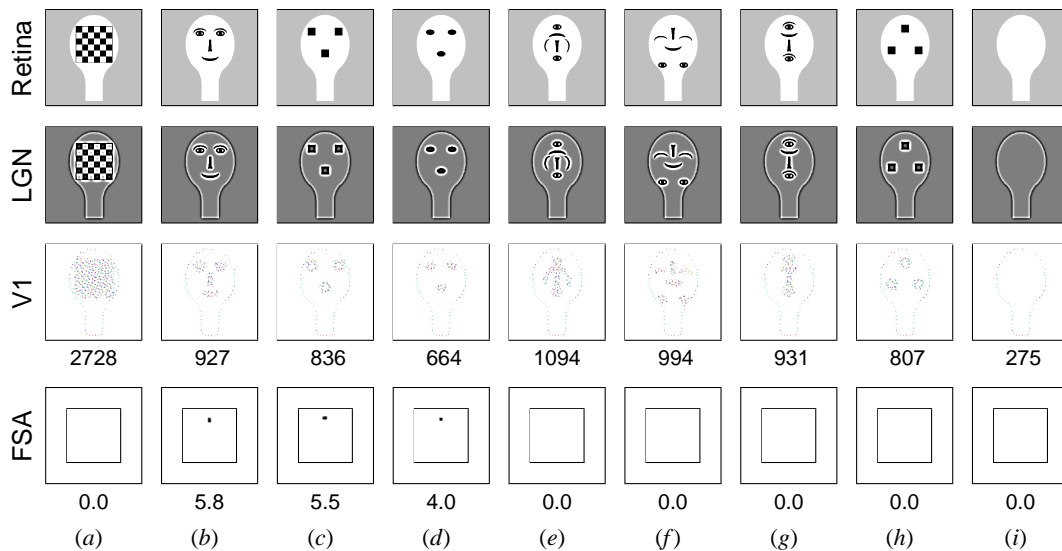 Retina
LGN
V1
2728 927 836 664 1094 994 931 807 275
FSA
0.0 5.8 5.5 4.0 0.0 0.0 0.0 0.0 0.0
(a) (b) (c) (d) (e) (f) (g) (h) (i)